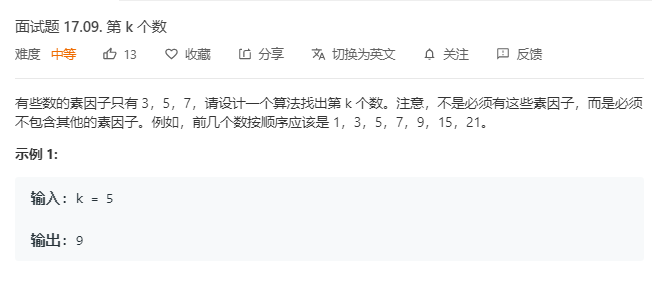 面试题 17.09. 第 k 个数
难度 中等 13 收藏 分享 切换为英文 关注 反馈
有些数的素因子只有 3，5，7，请设计一个算法找出第 k 个数。注意，不是必须有这些素因子，而是必须
不包含其他的素因子。例如，前几个数按顺序应该是 1，3，5，7，9，15，21。
示例 1:
输入: k = 5
输出: 9